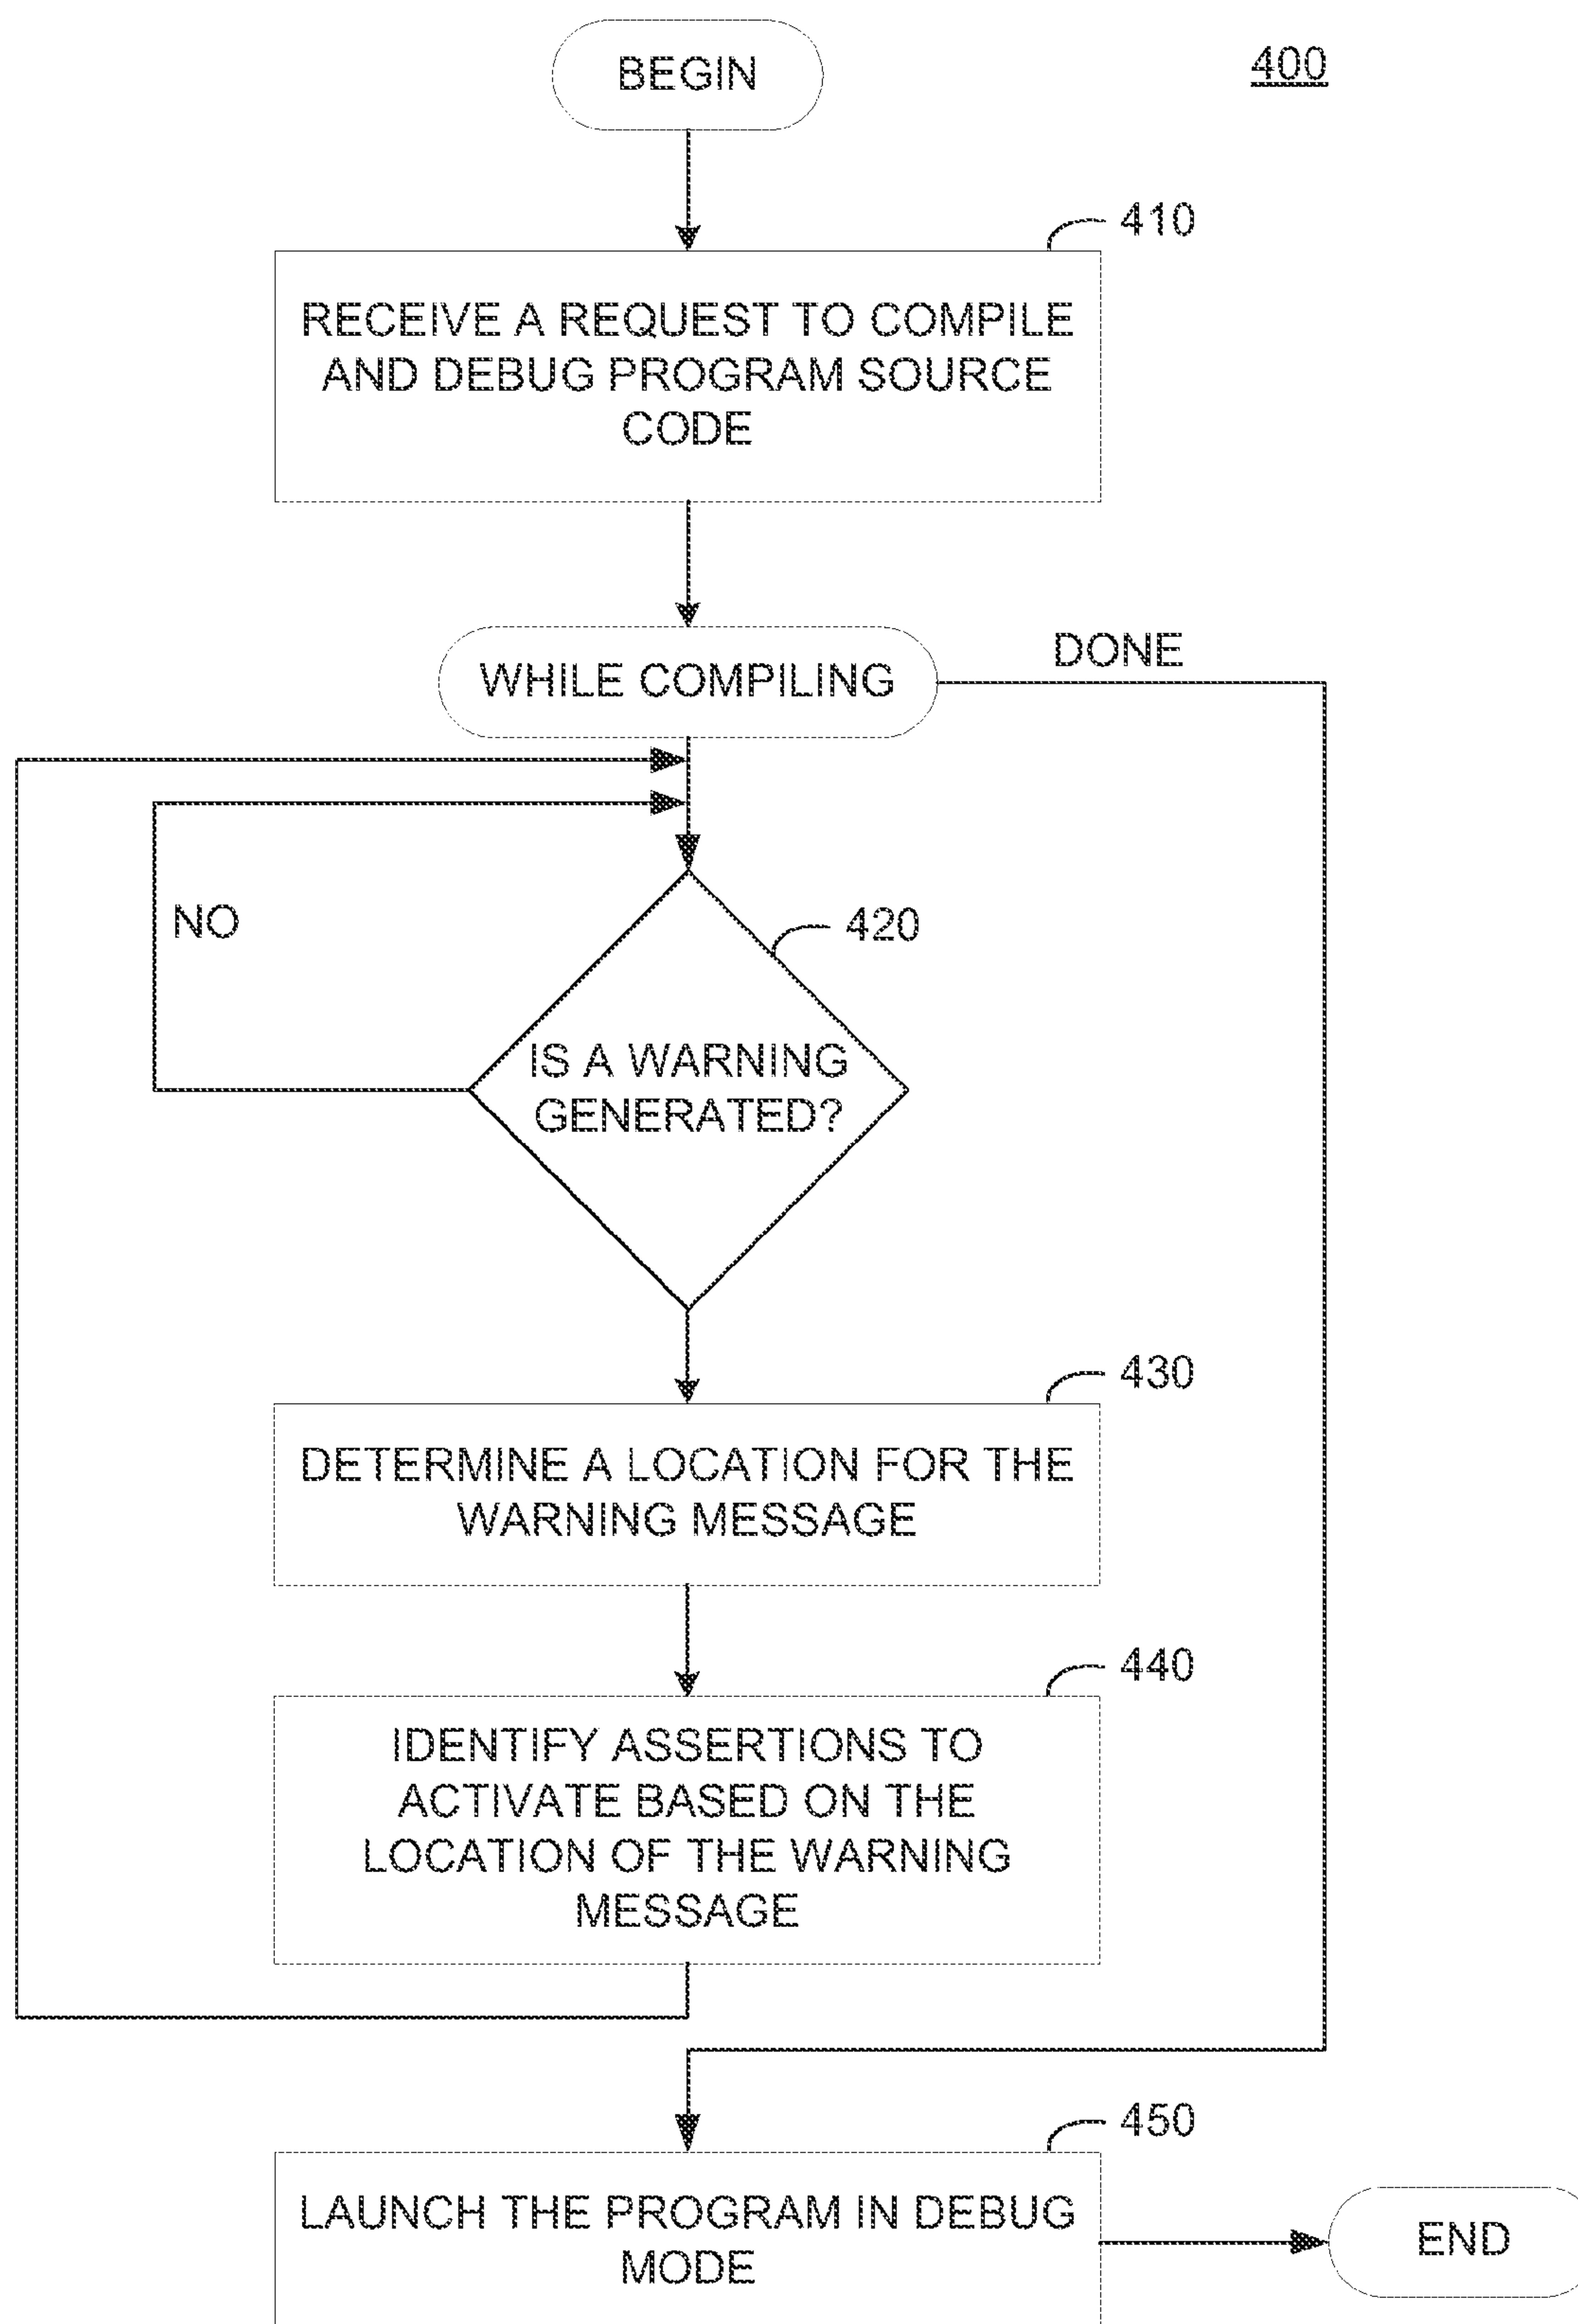 BEGIN
400
410
RECEIVE A REQUEST TO COMPILE
AND DEBUG PROGRAM SOURCE
CODE
WHILE COMPILING
DONE
NO
420
IS A WARNING
GENERATED?
430
DETERMINE A LOCATION FOR THE
WARNING MESSAGE
440
IDENTIFY ASSERTIONS TO
ACTIVATE BASED ON THE
LOCATION OF THE WARNING
MESSAGE
450
LAUNCH THE PROGRAM IN DEBUG
MODE
END